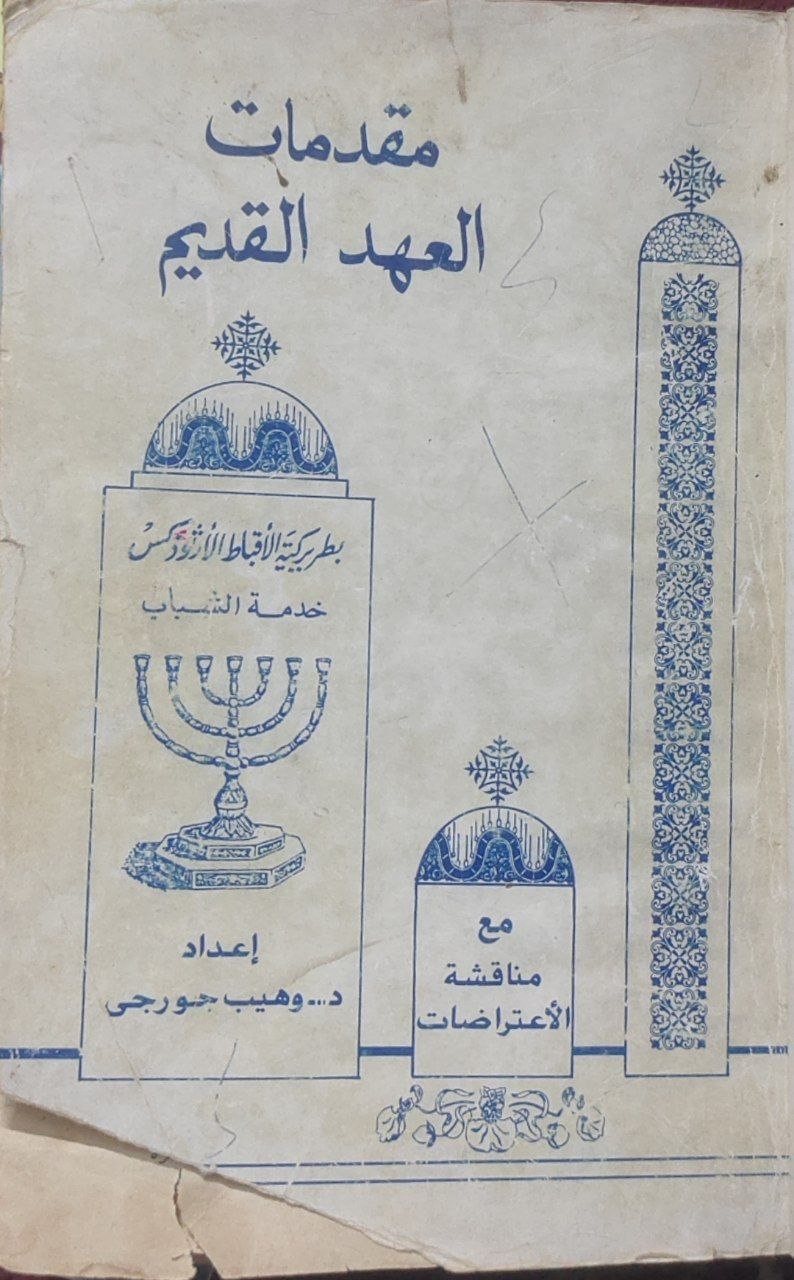 مقدمات
العهد القديم
بطريركية الأقباط الأرثوذكس
خدمة الشباب
إعداد
د. وهيب جورجى
مع
مناقشة
الأعتراضات